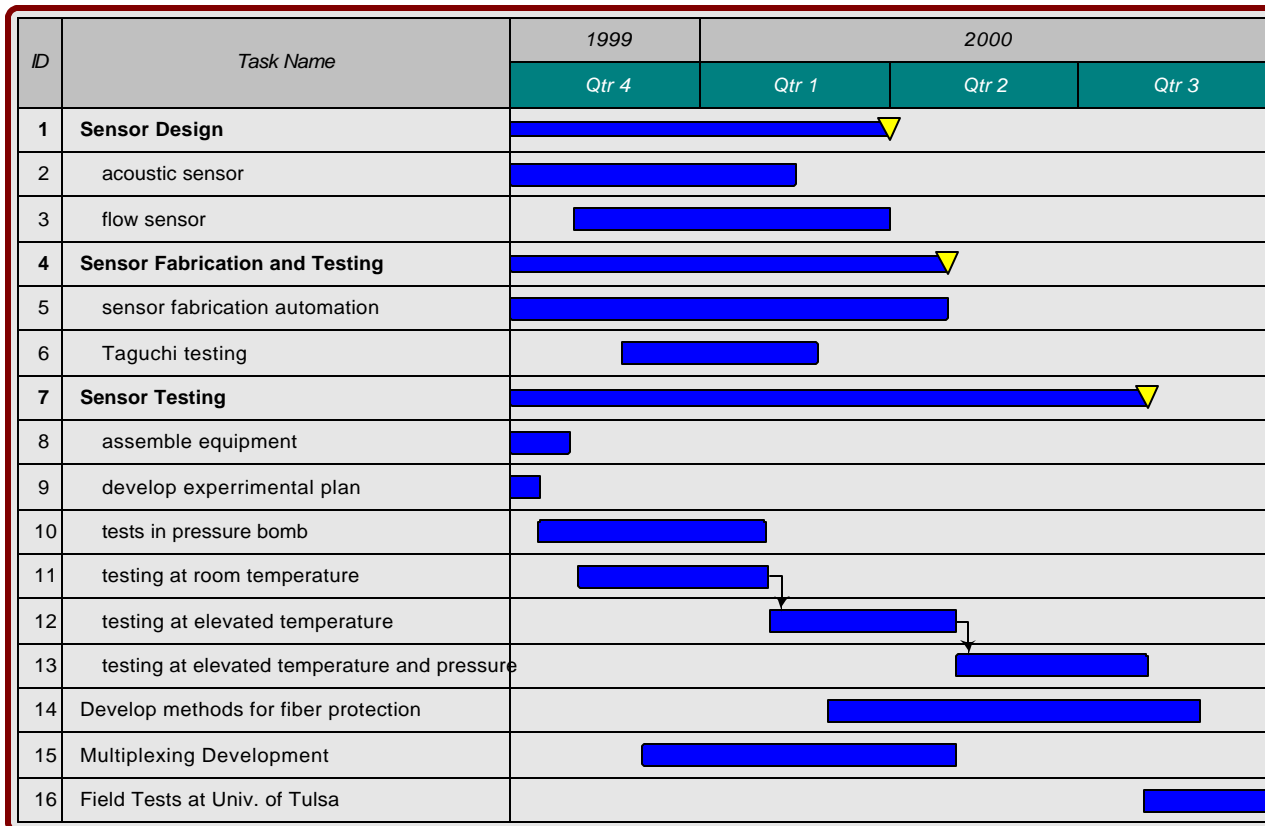 ID Task Name 1999 2000
Qtr 4 Qtr 1 Qtr 2 Qtr 3
1 Sensor Design
2 acoustic sensor
3 flow sensor
4 Sensor Fabrication and Testing
5 sensor fabrication automation
6 Taguchi testing
7 Sensor Testing
8 assemble equipment
9 develop experrimental plan
10 tests in pressure bomb
11 testing at room temperature
12 testing at elevated temperature
13 testing at elevated temperature and pressure
14 Develop methods for fiber protection
15 Multiplexing Development
16 Field Tests at Univ. of Tulsa